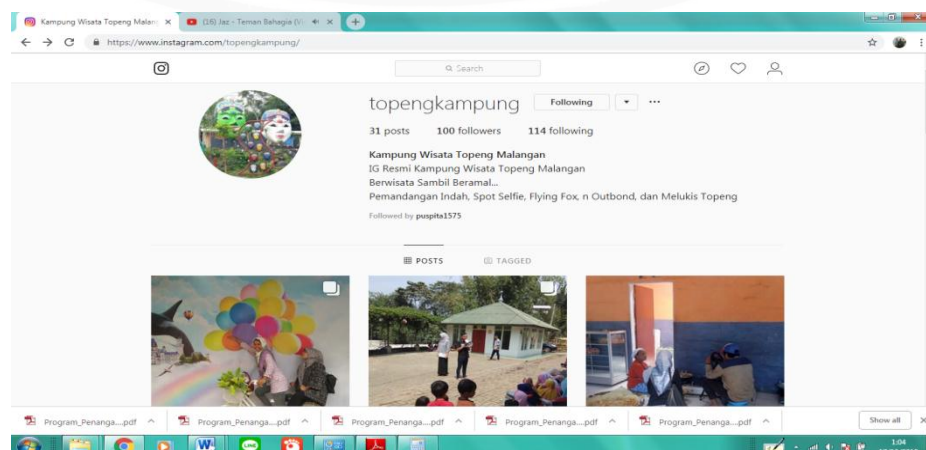 Kampung Wisata Topeng Malang
(15) Jaz - Teman Bahagia (Vi
https://www.instagram.com/topengkampung/
Search
topengkampung Following
31 posts 100 followers 114 following
Kampung Wisata Topeng Malangan
IG Resmi Kampung Wisata Topeng Malangan
Berwisata Sambil Beramal...
Pemandangan Indah, Spot Selfie, Flying Fox, n Outbond, dan Melukis Topeng
Followed by puspita1575
POSTS TAGGED
Program_Penanga....pdf Program_Penanga....pdf Program_Penanga....pdf Program_Penanga....pdf Program_Penanga....pdf Show all
1:04